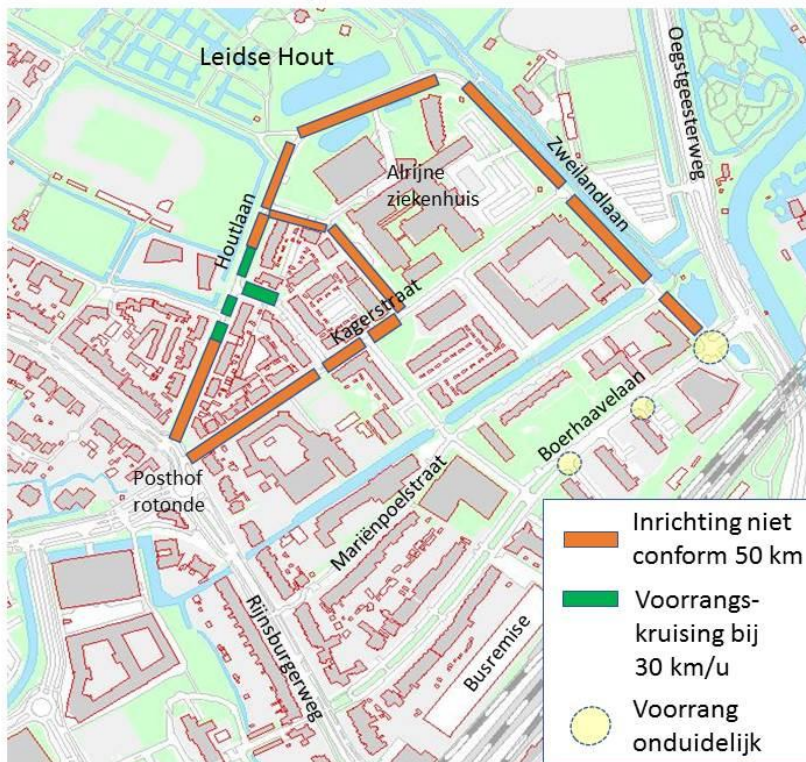 Leidse Hout
Oegstgeesterweg
Zweilandlaan
Alrijne
ziekenhuis
Houtlaan
Kagerstraat
Boerhaavelaan
Posthof
rotonde
Mariënpoelstraat
Rijnsburgerweg
Busremise
Inrichting niet
conform 50 km
Voorrangs-
kruising bij
30 km/u
Voorrang
onduidelijk